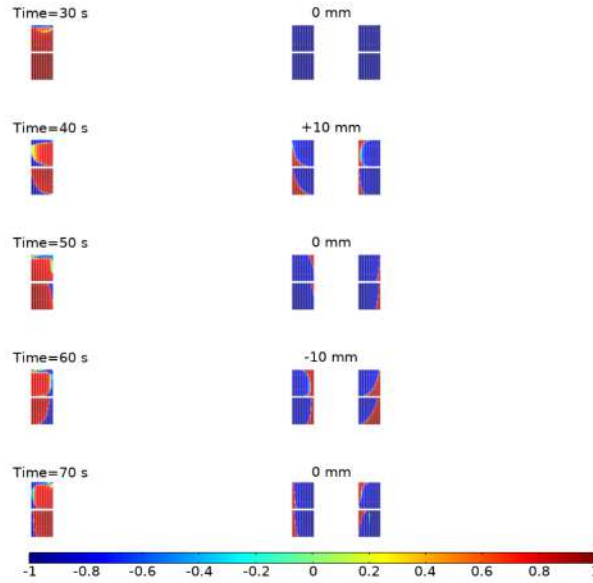 Time=30 s 0 mm
Time=40 s +10 mm
Time=50 s 0 mm
Time=60 s -10 mm
Time=70 s 0 mm
-1 -0.8 -0.6 -0.4 -0.2 0 0.2 0.4 0.6 0.8 1